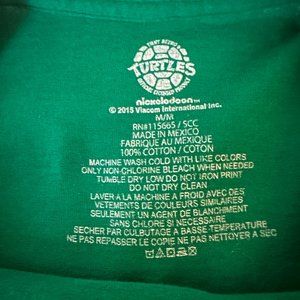 TURTLES
nickelodeon™
© 2015 Viacom International Inc.
M/M
RN#115665 / SCC
MADE IN MEXICO
FABRIQUE AU MÉXIQUE
100% COTTON / COTON
MACHINE WASH COLD WITH LIKE COLORS
ONLY NON-CHLORINE BLEACH WHEN NEEDED
TUMBLE DRY LOW DO NOT IRON PRINT
DO NOT DRY CLEAN
LAVER A LA MACHINE A FROID AVEC DES
VETEMENTS DE COULEURS SIMILAIRES
SEULEMENT UN AGENT DE BLANCHIMENT
SANS CHLORE SI NECESSAIRE
SECHER PAR CULBUTAGE A BASSE TEMPERATURE
NE PAS REPASSER LE COPIER NE PAS NETTOYER A SEC